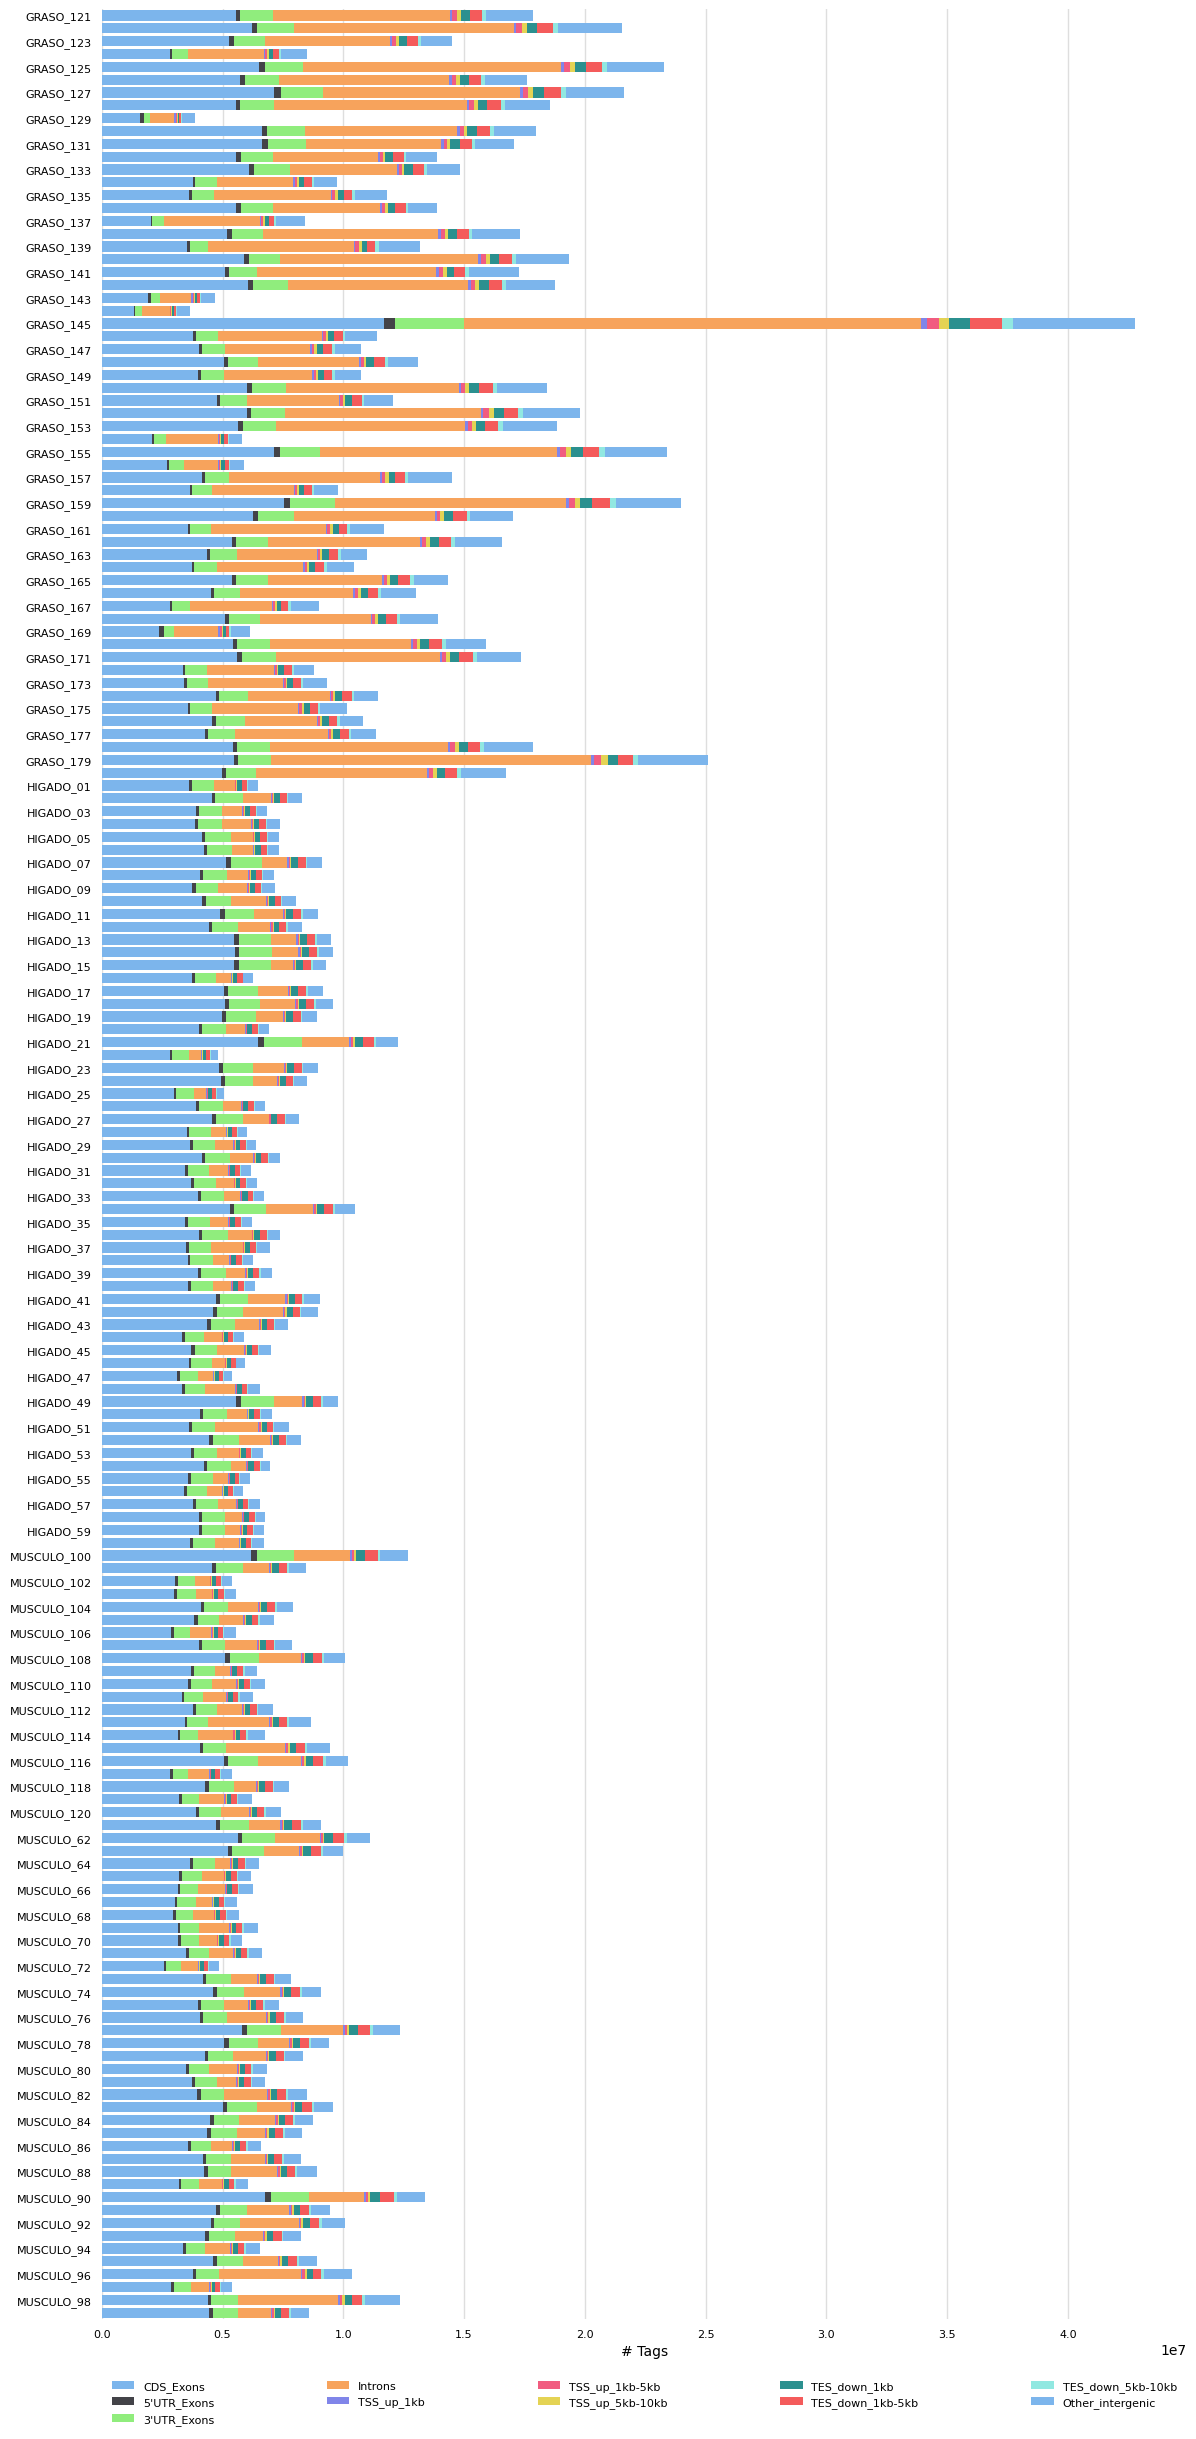 GRASO_121
GRASO_123
GRASO_125
GRASO_127
GRASO_129
GRASO_131
GRASO_133
GRASO_135
GRASO_137
GRASO_139
GRASO_141
GRASO_143
GRASO_145
GRASO_147
GRASO_149
GRASO_151
GRASO_153
GRASO_155
GRASO_157
GRASO_159
GRASO_161
GRASO_163
GRASO_165
GRASO_167
GRASO_169
GRASO_171
GRASO_173
GRASO_175
GRASO_177
GRASO_179
HIGADO_01
HIGADO_03
HIGADO_05
HIGADO_07
HIGADO_09
HIGADO_11
HIGADO_13
HIGADO_15
HIGADO_17
HIGADO_19
HIGADO_21
HIGADO_23
HIGADO_25
HIGADO_27
HIGADO_29
HIGADO_31
HIGADO_33
HIGADO_35
HIGADO_37
HIGADO_39
HIGADO_41
HIGADO_43
HIGADO_45
HIGADO_47
HIGADO_49
HIGADO_51
HIGADO_53
HIGADO_55
HIGADO_57
HIGADO_59
MUSCULO_100
MUSCULO_102
MUSCULO_104
MUSCULO_106
MUSCULO_108
MUSCULO_110
MUSCULO_112
MUSCULO_114
MUSCULO_116
MUSCULO_118
MUSCULO_120
MUSCULO_62
MUSCULO_64
MUSCULO_66
MUSCULO_68
MUSCULO_70
MUSCULO_72
MUSCULO_74
MUSCULO_76
MUSCULO_78
MUSCULO_80
MUSCULO_82
MUSCULO_84
MUSCULO_86
MUSCULO_88
MUSCULO_90
MUSCULO_92
MUSCULO_94
MUSCULO_96
MUSCULO_98
0.0 0.5 1.0 1.5 2.0 2.5 3.0 3.5 4.0
# Tags 1e7
CDS_Exons Introns TSS_up_1kb-5kb TES_down_1kb TES_down_5kb-10kb
5'UTR_Exons TSS_up_1kb TSS_up_5kb-10kb TES_down_1kb-5kb Other_intergenic
3'UTR_Exons